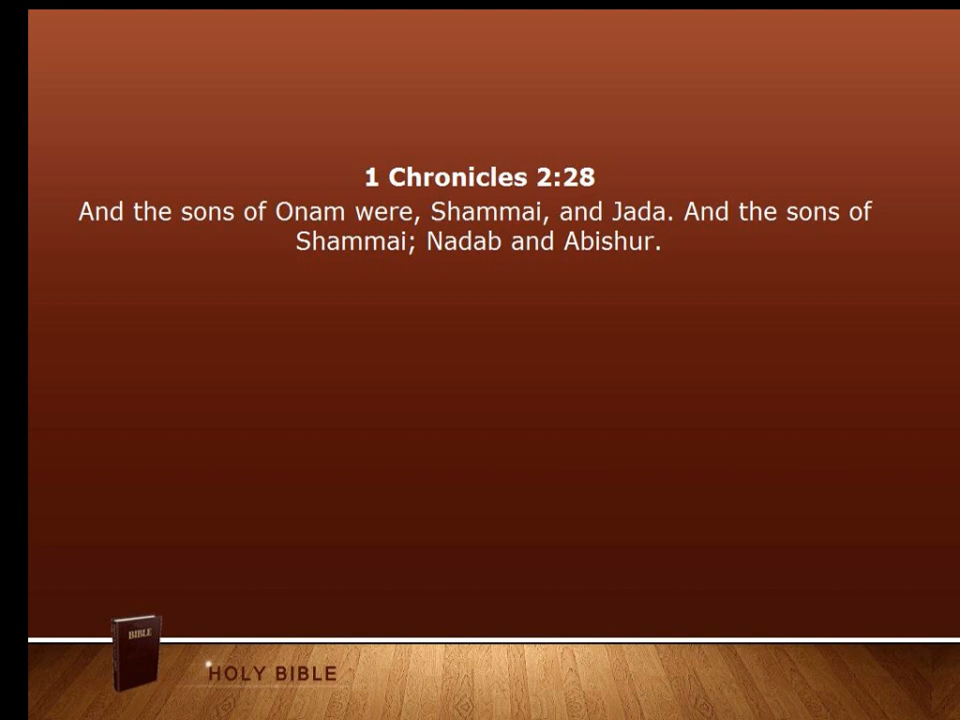 1 Chronicles 2:28
And the sons of Onam were, Shammai, and Jada. And the sons of
Shammai; Nadab and Abishur.
BIBLE
HOLY BIBLE